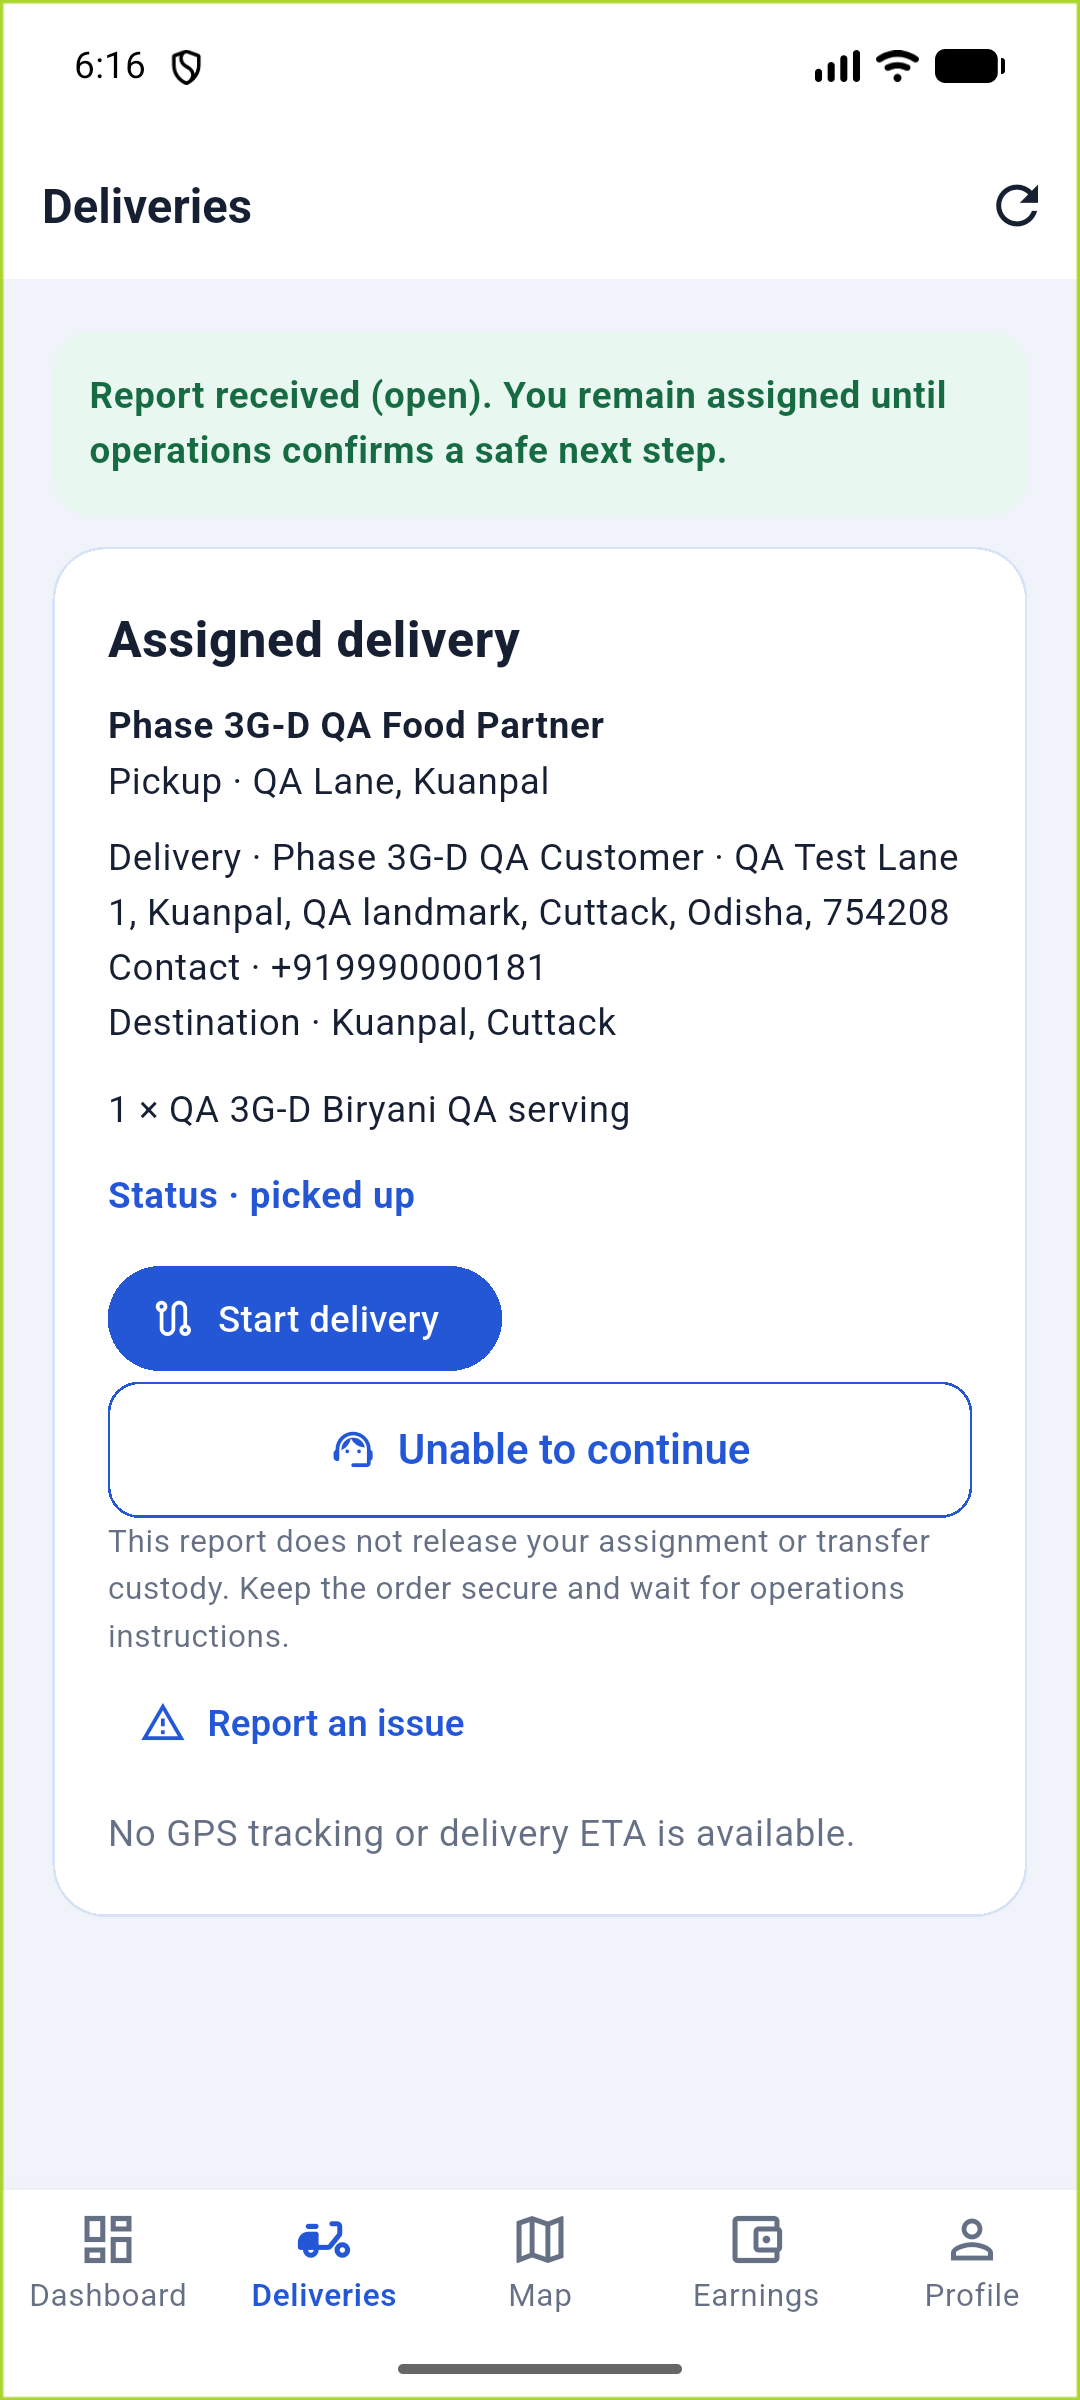 6:16
Deliveries
Report received (open). You remain assigned until
operations confirms a safe next step.
Assigned delivery
Phase 3G-D QA Food Partner
Pickup · QA Lane, Kuanpal
Delivery · Phase 3G-D QA Customer · QA Test Lane
1, Kuanpal, QA landmark, Cuttack, Odisha, 754208
Contact · +919990000181
Destination · Kuanpal, Cuttack
1 × QA 3G-D Biryani QA serving
Status · picked up
Start delivery
Unable to continue
This report does not release your assignment or transfer
custody. Keep the order secure and wait for operations
instructions.
Report an issue
No GPS tracking or delivery ETA is available.
Dashboard Deliveries Map Earnings Profile